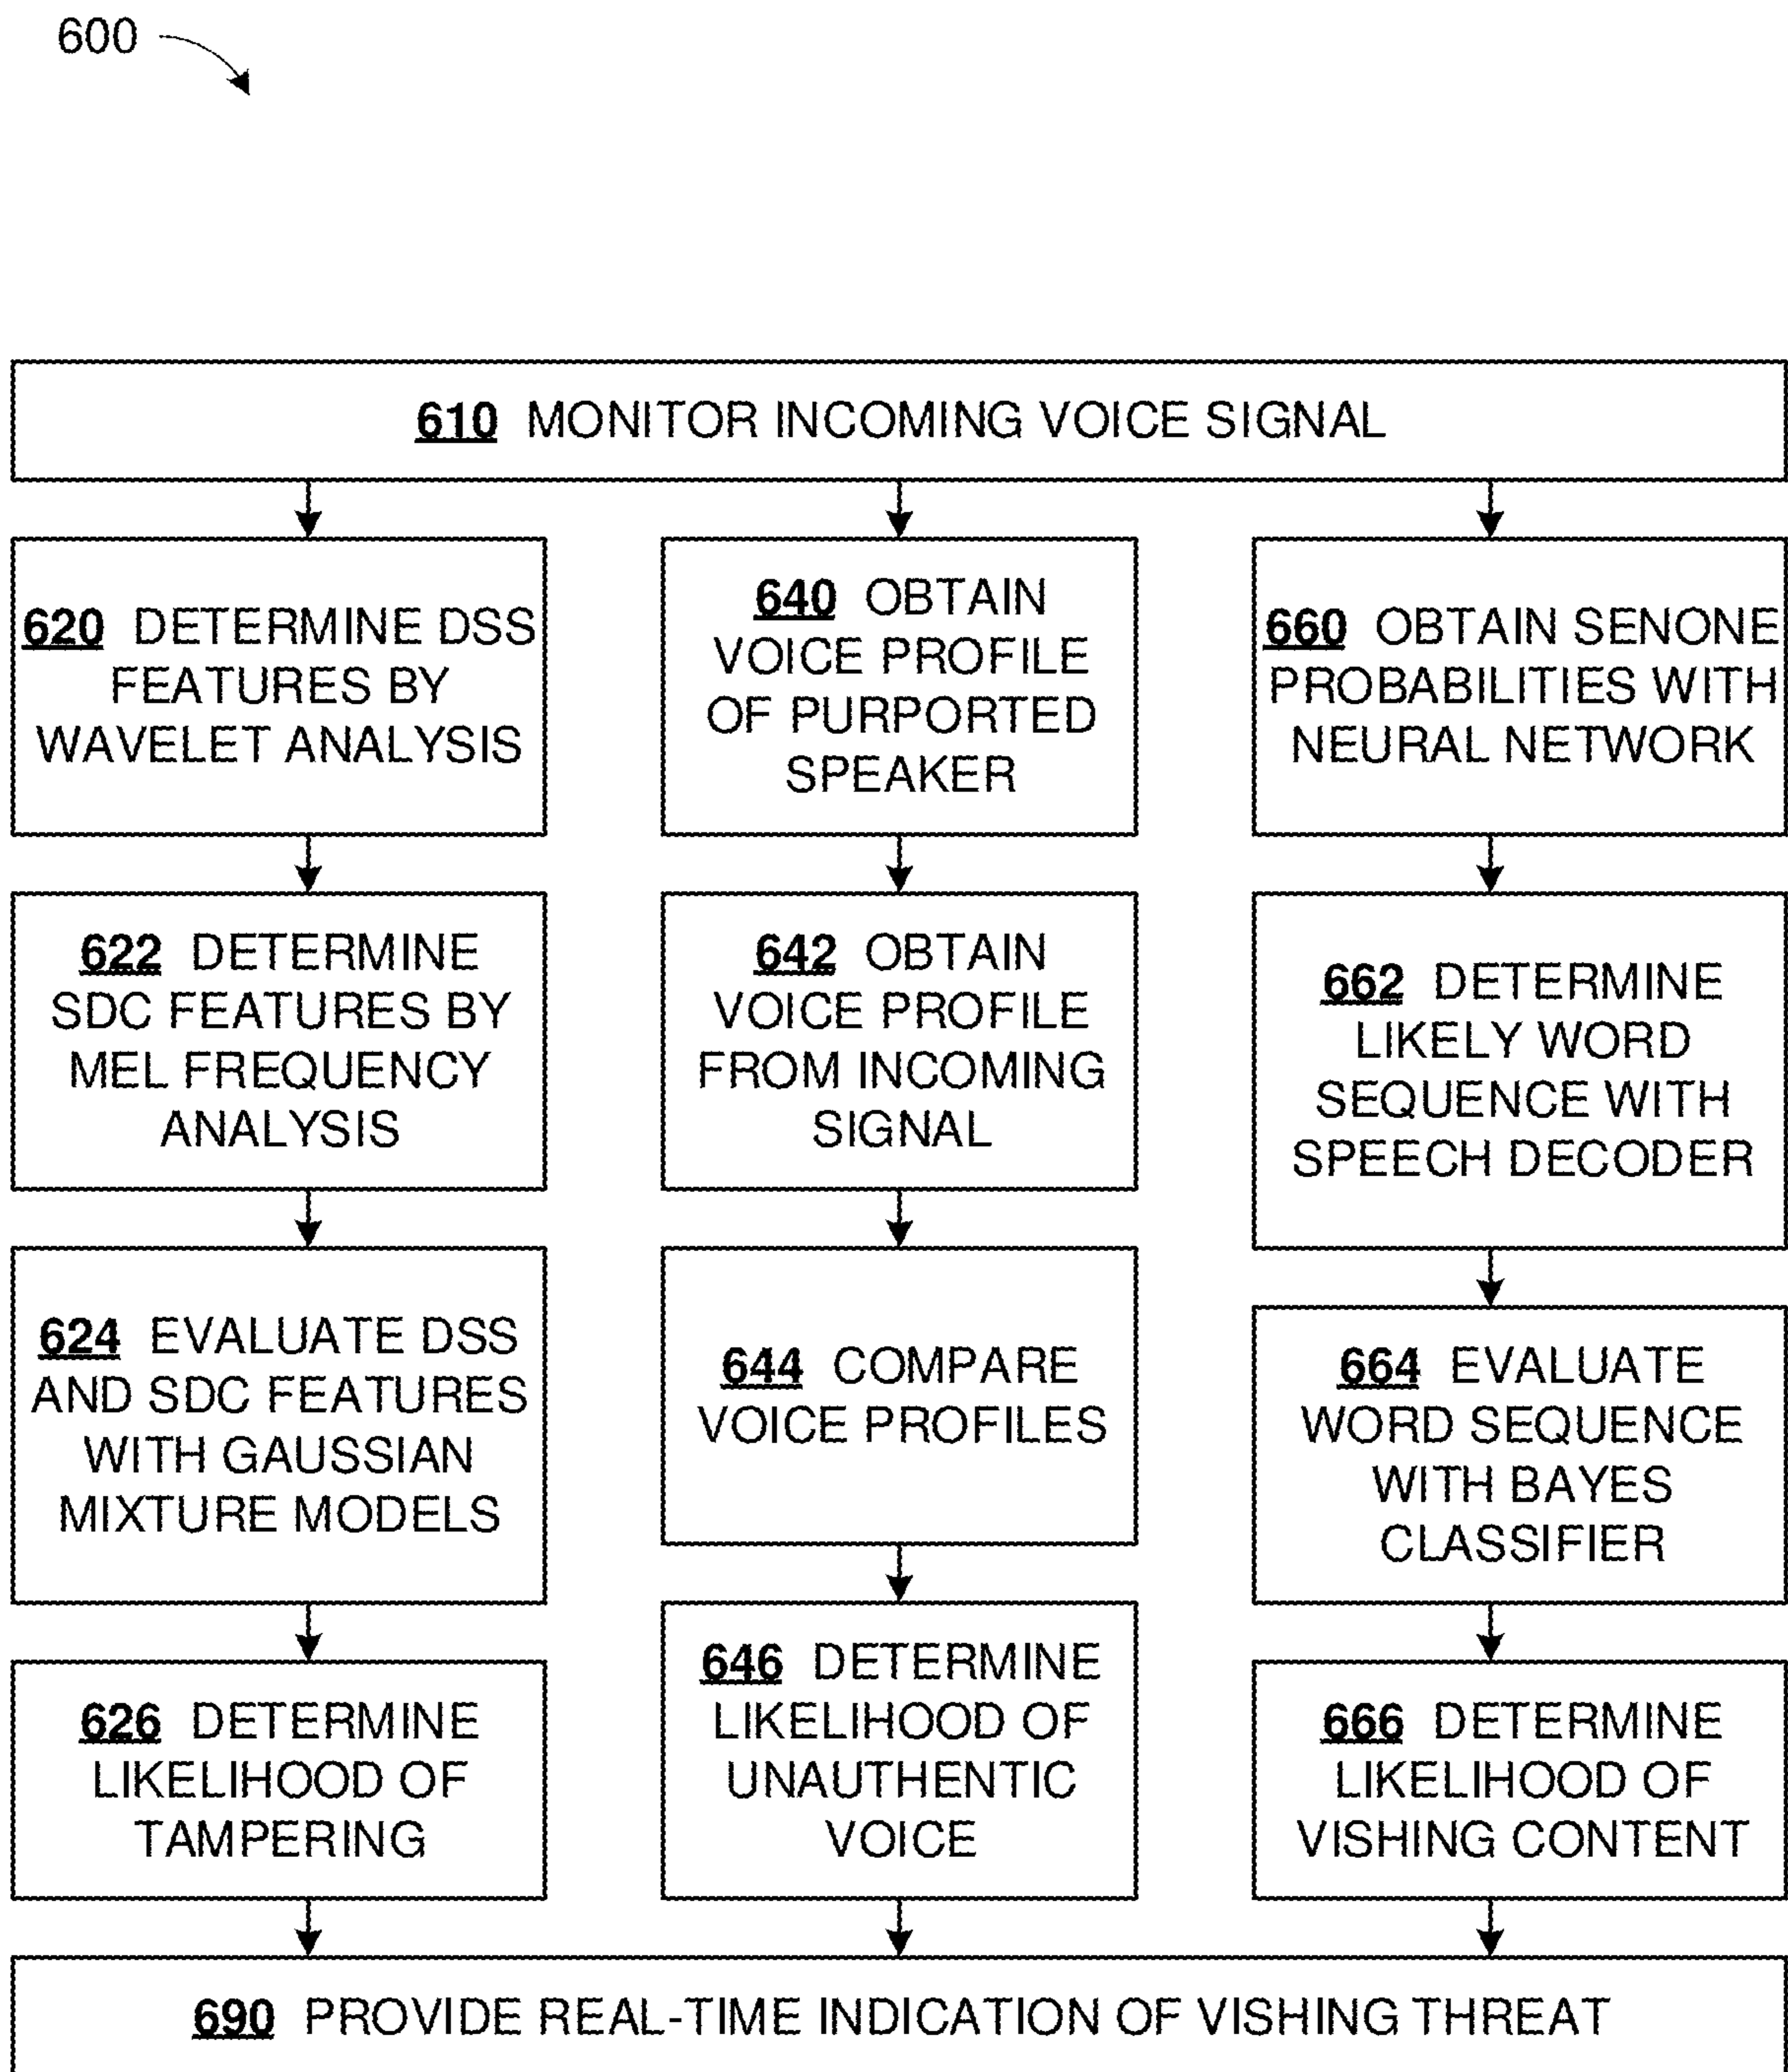 600
610 MONITOR INCOMING VOICE SIGNAL
620 DETERMINE DSS
FEATURES BY
WAVELET ANALYSIS
640 OBTAIN
VOICE PROFILE
OF PURPORTED
SPEAKER
660 OBTAIN SENONE
PROBABILITIES WITH
NEURAL NETWORK
622 DETERMINE
SDC FEATURES BY
MEL FREQUENCY
ANALYSIS
642 OBTAIN
VOICE PROFILE
FROM INCOMING
SIGNAL
662 DETERMINE
LIKELY WORD
SEQUENCE WITH
SPEECH DECODER
624 EVALUATE DSS
AND SDC FEATURES
WITH GAUSSIAN
MIXTURE MODELS
644 COMPARE
VOICE PROFILES
664 EVALUATE
WORD SEQUENCE
WITH BAYES
CLASSIFIER
626 DETERMINE
LIKELIHOOD OF
TAMPERING
646 DETERMINE
LIKELIHOOD OF
UNAUTHENTIC
VOICE
666 DETERMINE
LIKELIHOOD OF
VISHING CONTENT
690 PROVIDE REAL-TIME INDICATION OF VISHING THREAT